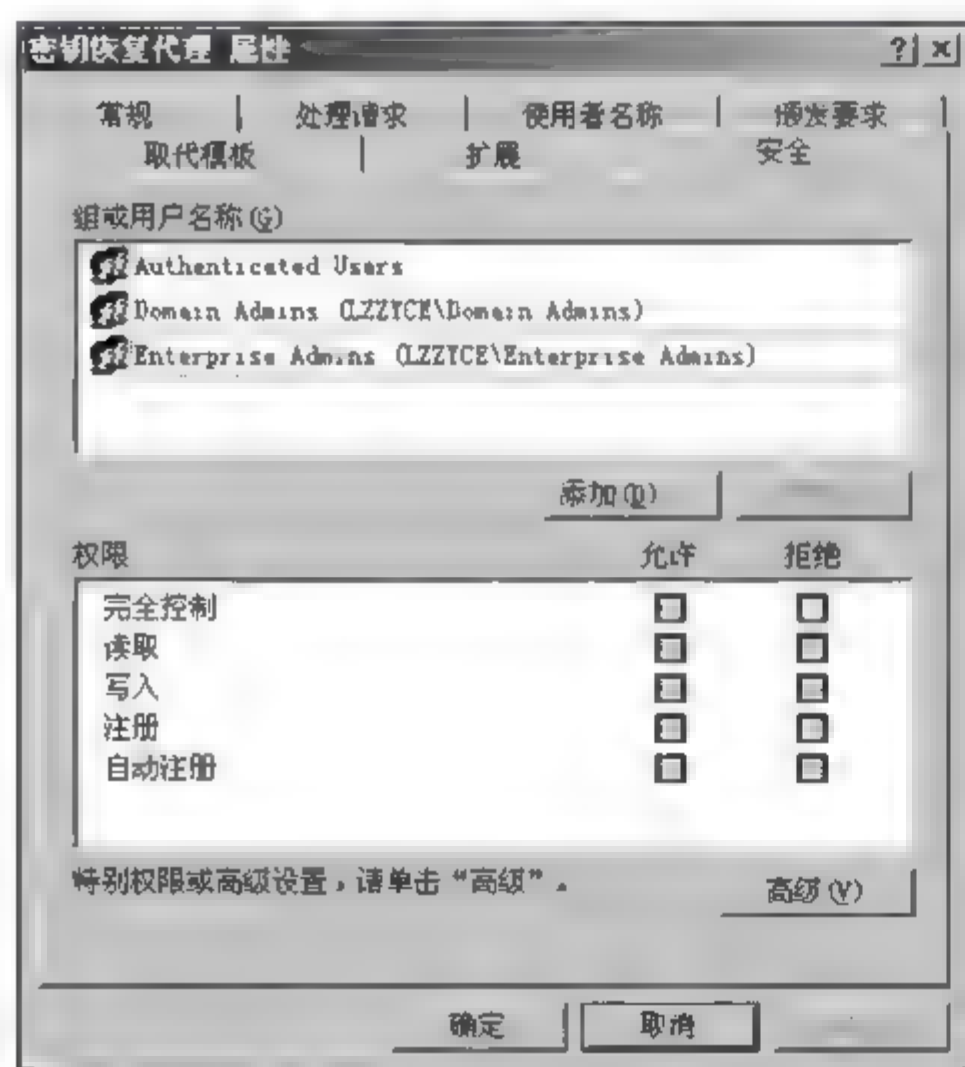 密钥恢复代理 属性
常规 处理请求 使用者名称 颁发要求
取代模板 扩展 安全
组或用户名称(G)
Authenticated Users
Domain Admins (LZZYCE\Domain Admins)
Enterprise Admins (LZZYCE\Enterprise Admins)
添加(D)
权限 允许 拒绝
完全控制
读取
写入
注册
自动注册
特别权限或高级设置，请单击“高级”。
高级(V)
确定 取消